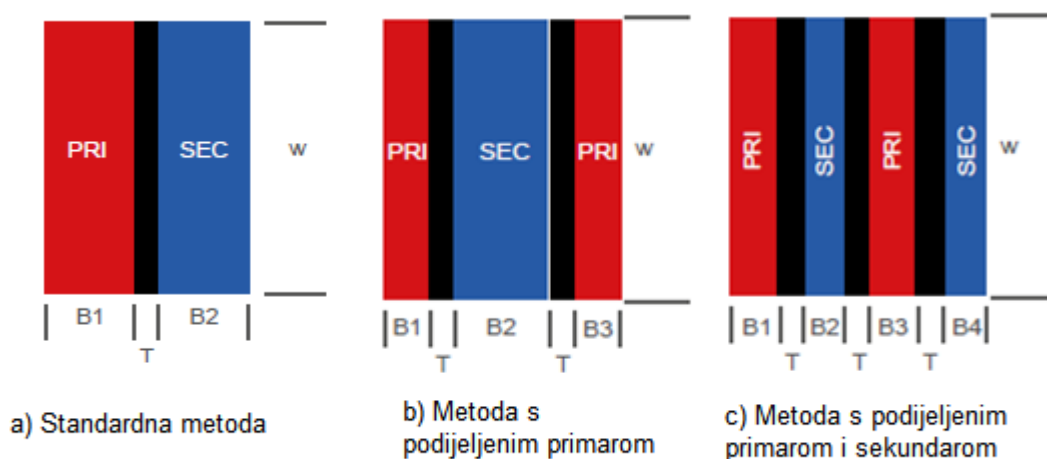 PRI
SEC
w
B1
B2
T
a) Standardna metoda
PRI
SEC
PRI
w
B1
B2
B3
T
T
b) Metoda s
podijeljenim primarom
PRI
SEC
PRI
SEC
w
B1
B2
B3
B4
T
T
T
c) Metoda s podijeljenim
primarom i sekundarom